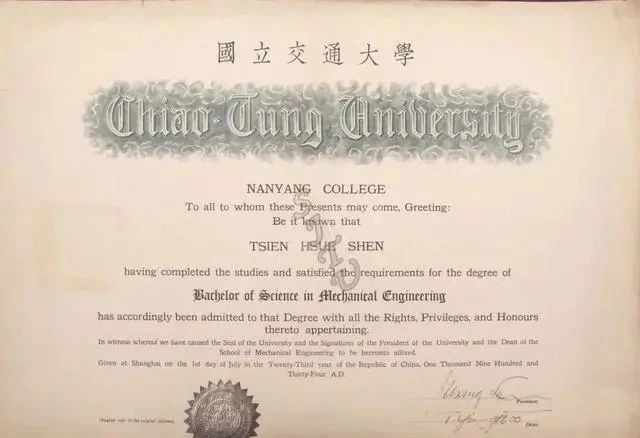 國立交通大學
Chiao-Tung University
NANYANG COLLEGE
To all to whom these Presents may come, Greeting:
Be it known that
TSIEN HSUE SHEN
having completed the studies and satisfied the requirements for the degree of
Bachelor of Science in Mechanical Engineering
has accordingly been admitted to that Degree with all the Rights, Privileges, and Honours
thereto appertaining.
In witness whereof we have caused the Seal of the University and the Signatures of the President of the University and the Dean of the
School of Mechanical Engineering to be hereunto affixed.
Given at Shanghai on the 1st day of July in the Twenty-Third year of the Republic of China, One Thousand Nine Hundred and
Thirty-Four A.D.
President
(English copy of the original diploma)
Dean